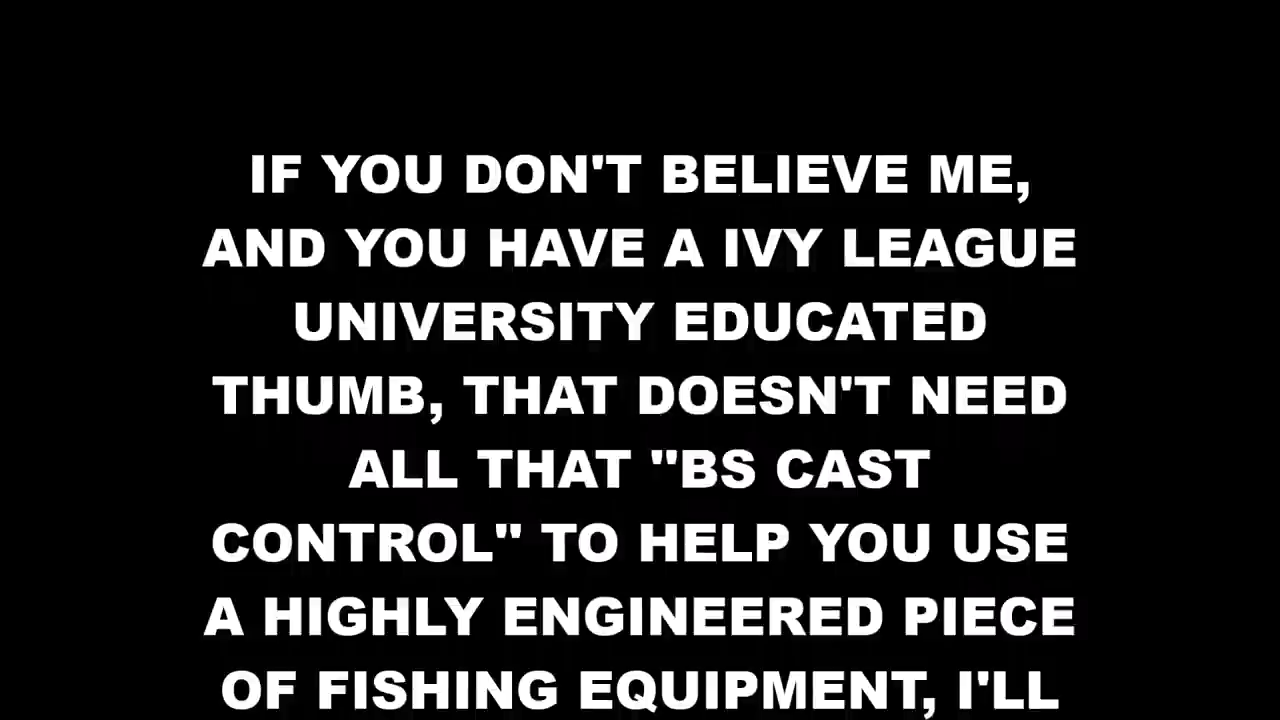 IF YOU DON'T BELIEVE ME,
AND YOU HAVE A IVY LEAGUE
UNIVERSITY EDUCATED
THUMB, THAT DOESN'T NEED
ALL THAT "BS CAST
CONTROL" TO HELP YOU USE
A HIGHLY ENGINEERED PIECE
OF FISHING EQUIPMENT, I'LL